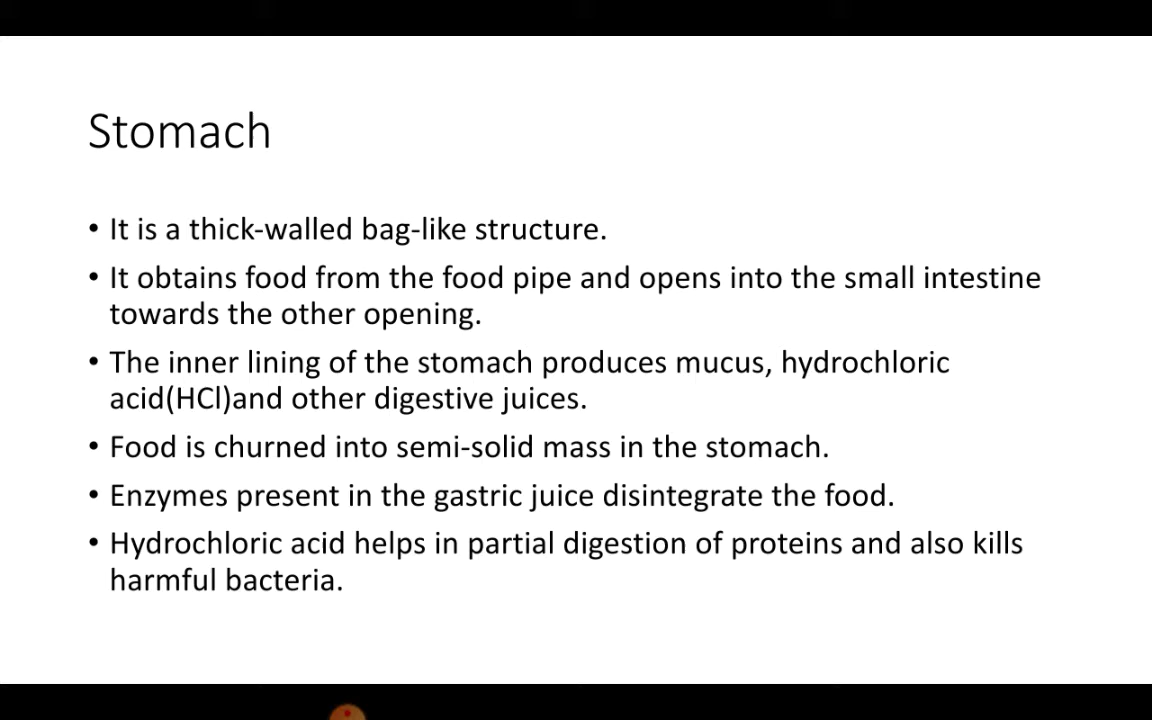 Stomach
• It is a thick-walled bag-like structure.
• It obtains food from the food pipe and opens into the small intestine
towards the other opening.
• The inner lining of the stomach produces mucus, hydrochloric
acid(HCl)and other digestive juices.
• Food is churned into semi-solid mass in the stomach.
• Enzymes present in the gastric juice disintegrate the food.
• Hydrochloric acid helps in partial digestion of proteins and also kills
harmful bacteria.